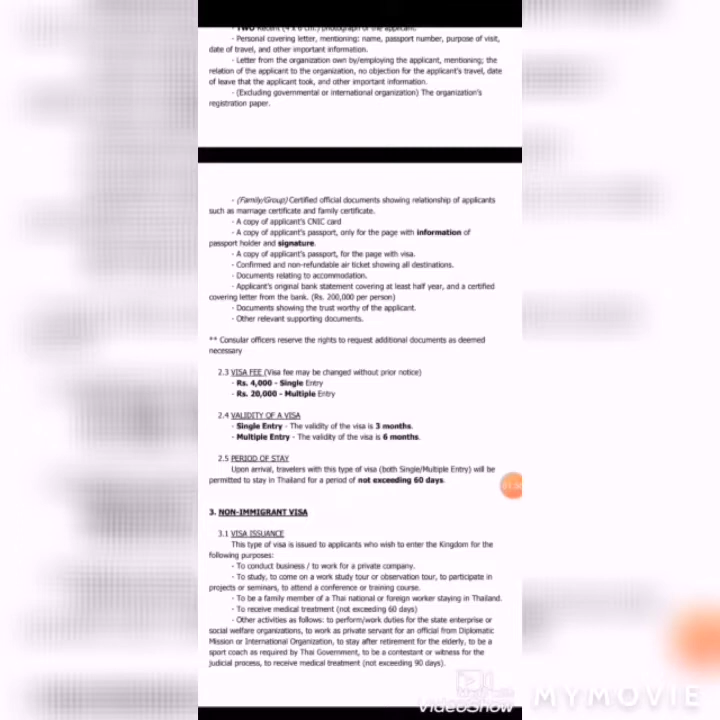 - TWO Recent (4 x 6 cm.) photograph of the applicant.
- Personal covering letter, mentioning: name, passport number, purpose of visit,
date of travel, and other important information.
- Letter from the organization own by/employing the applicant, mentioning; the
relation of the applicant to the organization, no objection for the applicant's travel, date
of leave that the applicant took, and other important information.
- (Excluding governmental or international organization) The organization's
registration paper.
- (Family/Group) Certified official documents showing relationship of applicants
such as marriage certificate and family certificate.
- A copy of applicant's CNIC card
- A copy of applicant's passport, only for the page with information of
passport holder and signature.
- A copy of applicant's passport, for the page with visa.
- Confirmed and non-refundable air ticket showing all destinations.
- Documents relating to accommodation.
- Applicant's original bank statement covering at least half year, and a certified
covering letter from the bank. (Rs. 200,000 per person)
- Documents showing the trust worthy of the applicant.
- Other relevant supporting documents.
** Consular officers reserve the rights to request additional documents as deemed
necessary
2.3 VISA FEE (Visa fee may be changed without prior notice)
- Rs. 4,000 - Single Entry
- Rs. 20,000 - Multiple Entry
2.4 VALIDITY OF A VISA
- Single Entry - The validity of the visa is 3 months.
- Multiple Entry - The validity of the visa is 6 months.
2.5 PERIOD OF STAY
Upon arrival, travelers with this type of visa (both Single/Multiple Entry) will be
permitted to stay in Thailand for a period of not exceeding 60 days.
3. NON-IMMIGRANT VISA
3.1 VISA ISSUANCE
This type of visa is issued to applicants who wish to enter the Kingdom for the
following purposes:
- To conduct business / to work for a private company.
- To study, to come on a work study tour or observation tour, to participate in
projects or seminars, to attend a conference or training course.
- To be a family member of a Thai national or foreign worker staying in Thailand.
- To receive medical treatment (not exceeding 60 days)
- Other activities as follows: to perform/work duties for the state enterprise or
social welfare organizations, to work as private servant for an official from Diplomatic
Mission or International Organization, to stay after retirement for the elderly, to be a
sport coach as required by Thai Government, to be a contestant or witness for the
judicial process, to receive medical treatment (not exceeding 90 days).
VideoShow
MYMOVIE